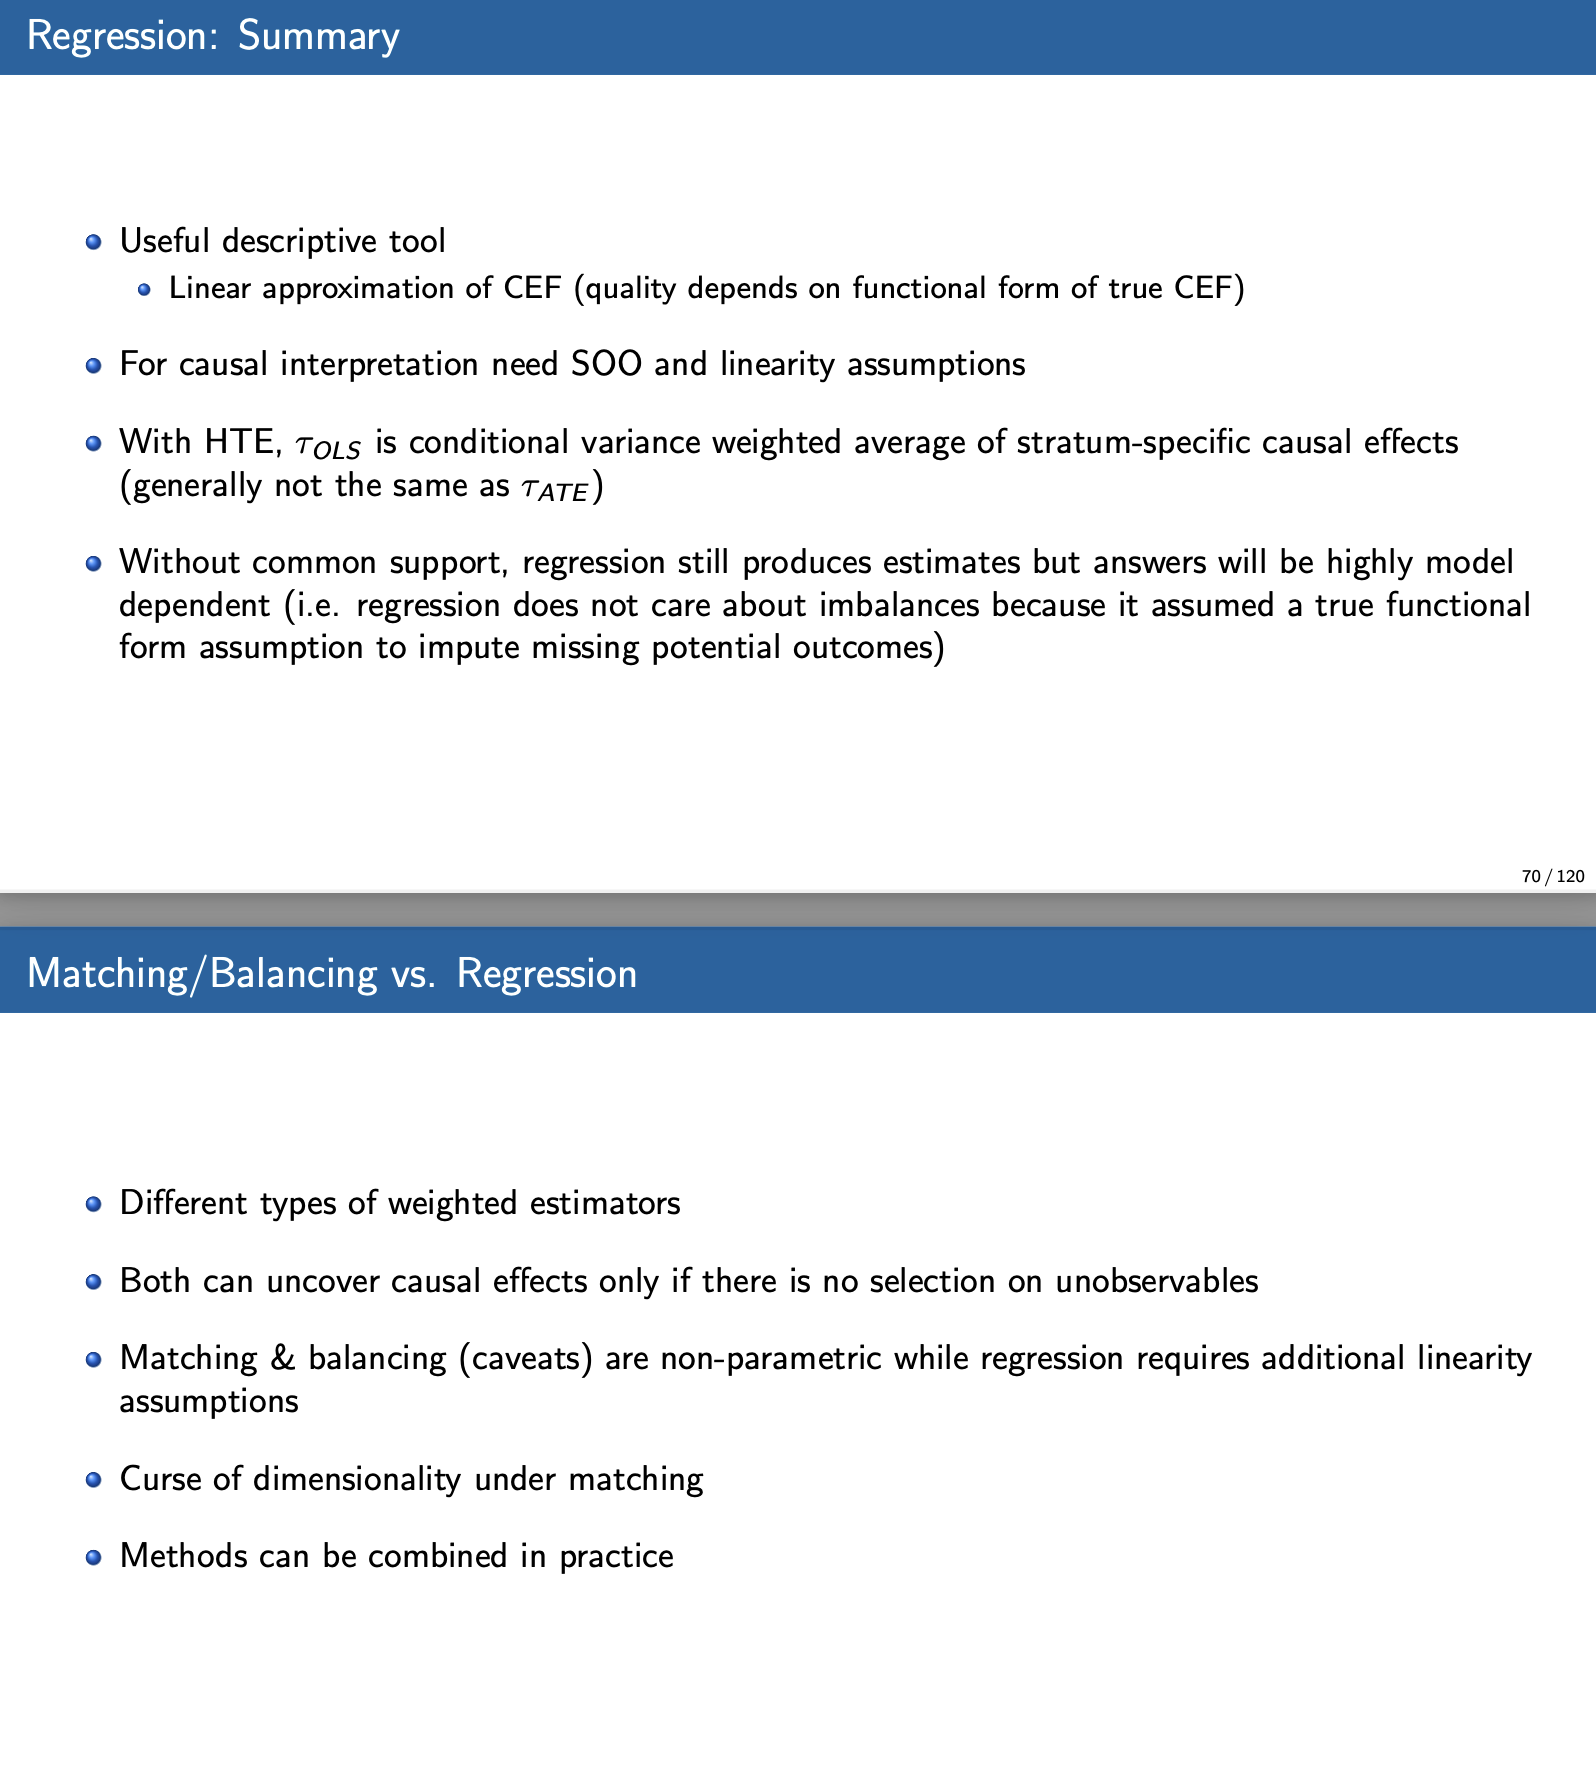 Regression: Summary
Useful descriptive tool
Linear approximation of CEF (quality depends on functional form of true CEF)
For causal interpretation need SOO and linearity assumptions
With HTE, τOLS is conditional variance weighted average of stratum-specific causal effects
(generally not the same as τATE)
Without common support, regression still produces estimates but answers will be highly model
dependent (i.e. regression does not care about imbalances because it assumed a true functional
form assumption to impute missing potential outcomes)
70 / 120
Matching/Balancing vs. Regression
Different types of weighted estimators
Both can uncover causal effects only if there is no selection on unobservables
Matching & balancing (caveats) are non-parametric while regression requires additional linearity
assumptions
Curse of dimensionality under matching
Methods can be combined in practice